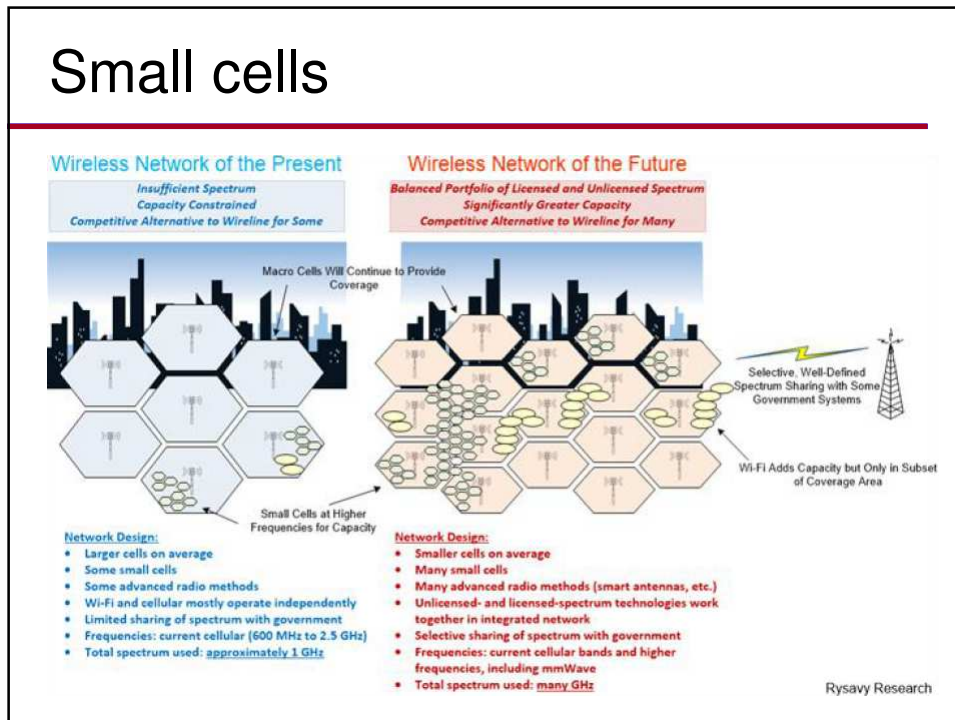 Small cells
Wireless Network of the Present
Insufficient Spectrum
Capacity Constrained
Competitive Alternative to Wireline for Some
Wireless Network of the Future
Balanced Portfolio of Licensed and Unlicensed Spectrum
Significantly Greater Capacity
Competitive Alternative to Wireline for Many
Macro Cells Will Continue to Provide
Coverage
Selective, Well-Defined
Spectrum Sharing with Some
Government Systems
Wi-Fi Adds Capacity but Only in Subset
of Coverage Area
Small Cells at Higher
Frequencies for Capacity
Network Design:
• Larger cells on average
• Some small cells
• Some advanced radio methods
• Wi-Fi and cellular mostly operate independently
• Limited sharing of spectrum with government
• Frequencies: current cellular (600 MHz to 2.5 GHz)
• Total spectrum used: approximately 1 GHz
Network Design:
• Smaller cells on average
• Many small cells
• Many advanced radio methods (smart antennas, etc.)
• Unlicensed- and licensed-spectrum technologies work
together in integrated network
• Selective sharing of spectrum with government
• Frequencies: current cellular bands and higher
frequencies, including mmWave
• Total spectrum used: many GHz
Rysavy Research